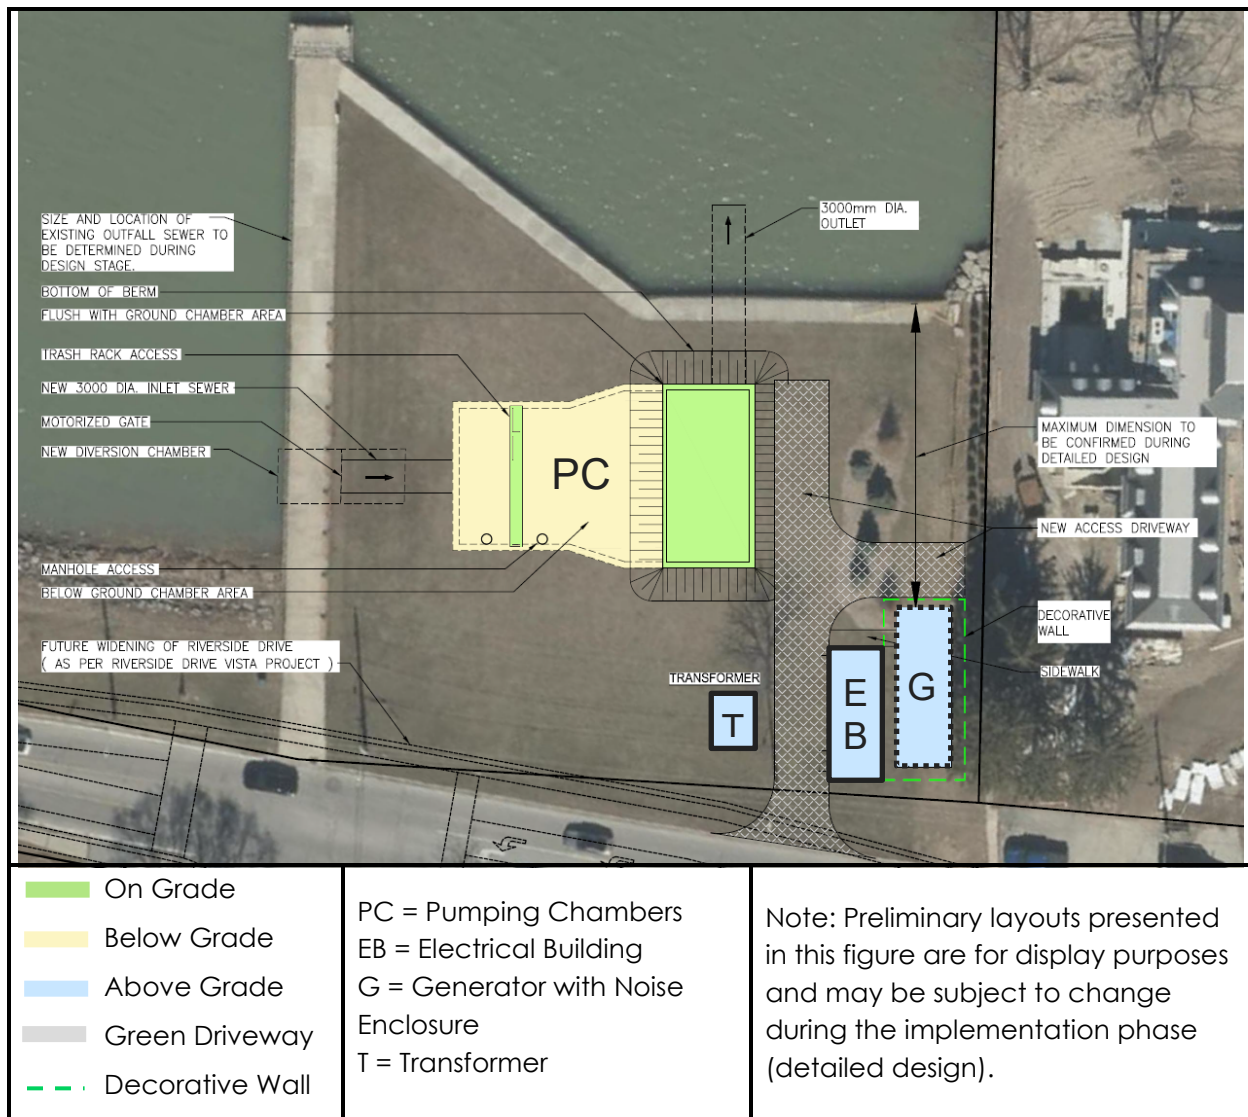 SIZE AND LOCATION OF
EXISTING OUTFALL SEWER TO
BE DETERMINED DURING
DESIGN STAGE.
BOTTOM OF BERM
FLUSH WITH GROUND CHAMBER AREA
TRASH RACK ACCESS
NEW 3000 DIA. INLET SEWER
MOTORIZED GATE
NEW DIVERSION CHAMBER
MANHOLE ACCESS
BELOW GROUND CHAMBER AREA
FUTURE WIDENING OF RIVERSIDE DRIVE
( AS PER RIVERSIDE DRIVE VISTA PROJECT )
3000mm DIA.
OUTLET
PC
MAXIMUM DIMENSION TO
BE CONFIRMED DURING
DETAILED DESIGN
NEW ACCESS DRIVEWAY
DECORATIVE
WALL
SIDEWALK
TRANSFORMER
T
E
B
G
On Grade
Below Grade
Above Grade
Green Driveway
Decorative Wall
PC = Pumping Chambers
EB = Electrical Building
G = Generator with Noise
Enclosure
T = Transformer
Note: Preliminary layouts presented
in this figure are for display purposes
and may be subject to change
during the implementation phase
(detailed design).